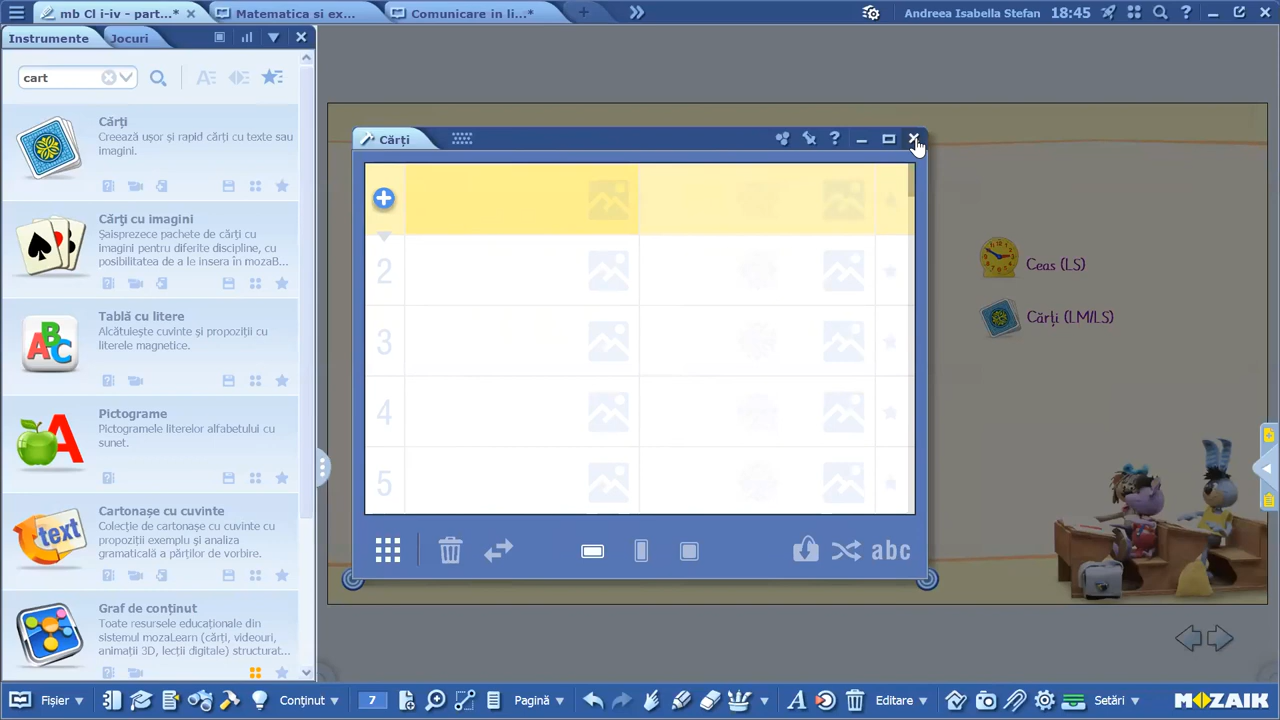 mb Cl i-iv - part...*
Matematica si ex...
Comunicare in li...*
Andreea Isabella Stefan
18:45
Instrumente
Jocuri
cart
Cărți
Creează ușor și rapid cărți cu texte sau
imagini.
Cărți cu imagini
Șaisprezece pachete de cărți cu
imagini pentru diferite discipline, cu
posibilitatea de a le insera în mozaB...
Tablă cu litere
Alcătuiește cuvinte și propoziții cu
literele magnetice.
Pictograme
Pictogramele literelor alfabetului cu
sunet.
Cartonașe cu cuvinte
Colecție de cartonașe cu cuvinte cu
propoziții exemplu și analiza
gramaticală a părților de vorbire.
Graf de conținut
Toate resursele educaționale din
sistemul mozaLearn (cărți, videouri,
animații 3D, lecții digitale) structurat...
Cărți
2
3
4
5
abc
Ceas (LS)
Cărți (LM/LS)
Fișier
Conținut
7
Pagină
Editare
Setări
MOZAIK